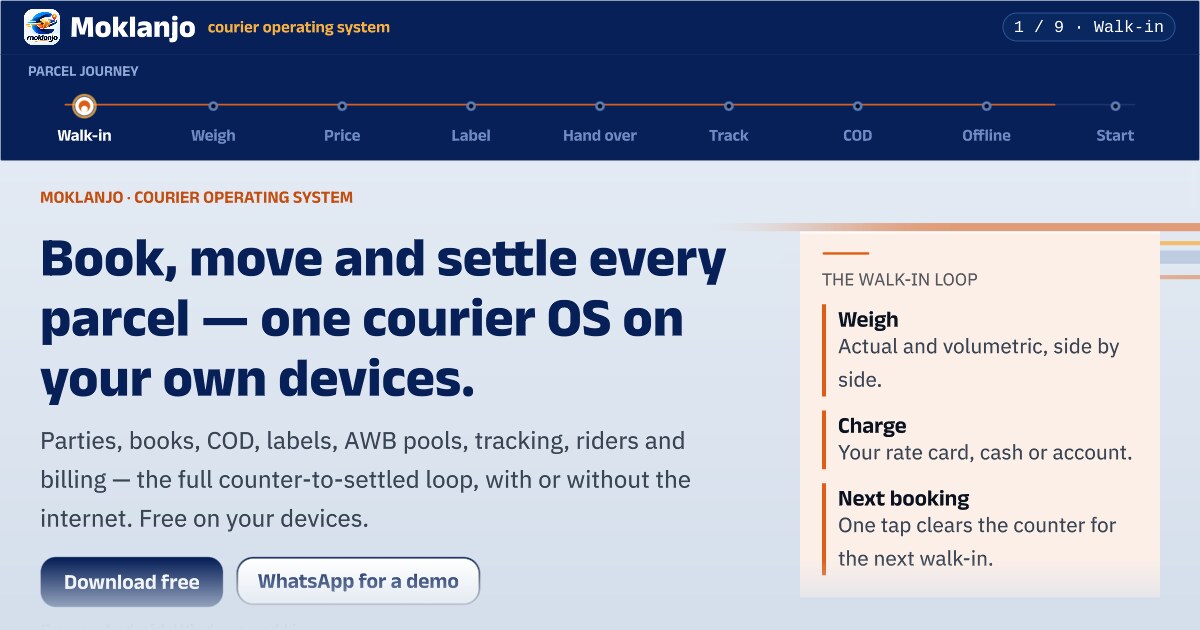 moklanjo
Moklanjo
courier operating system
1 / 9 · Walk-in
PARCEL JOURNEY
Walk-in
Weigh
Price
Label
Hand over
Track
COD
Offline
Start
MOKLANJO · COURIER OPERATING SYSTEM
Book, move and settle every
parcel — one courier OS on
your own devices.
Parties, books, COD, labels, AWB pools, tracking, riders and
billing — the full counter-to-settled loop, with or without the
internet. Free on your devices.
Download free
WhatsApp for a demo
THE WALK-IN LOOP
Weigh
Actual and volumetric, side by
side.
Charge
Your rate card, cash or account.
Next booking
One tap clears the counter for
the next walk-in.